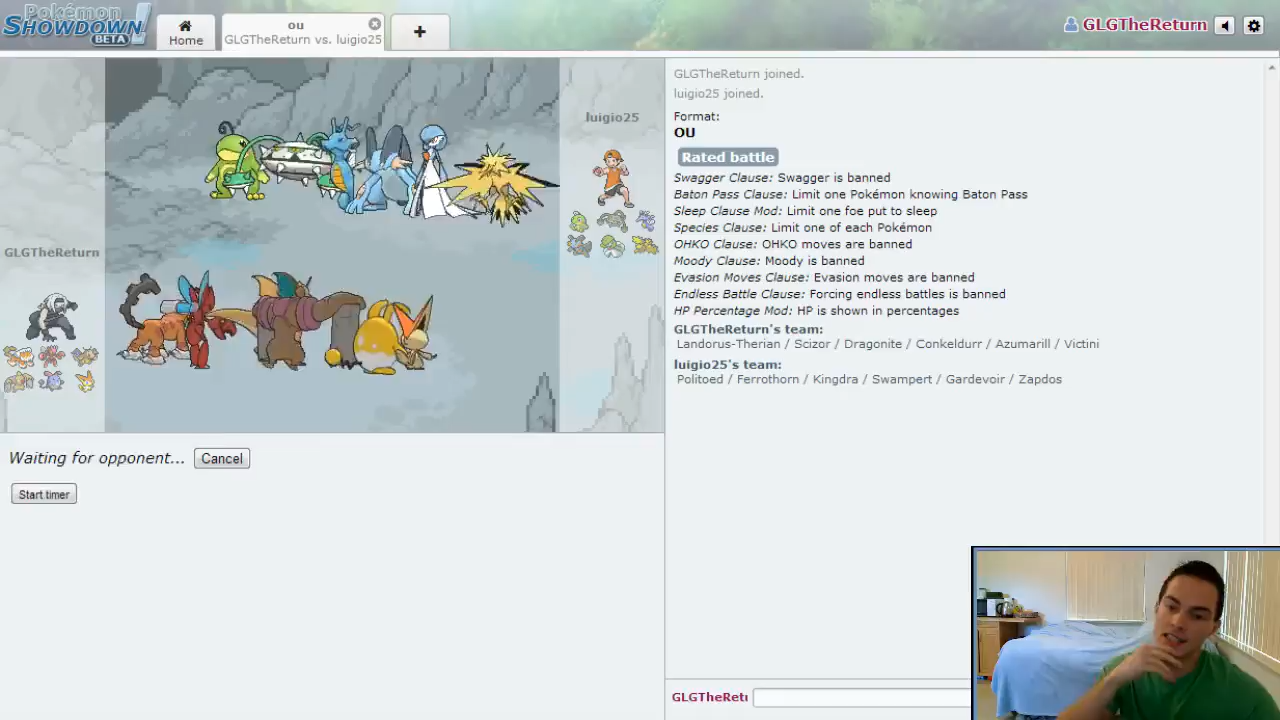 Pokémon
SHOWDOWN!
BETA
Home
ou
GLGTheReturn vs. luigio25
+
GLGTheReturn
GLGTheReturn
luigio25
Waiting for opponent... Cancel
Start timer
GLGTheReturn joined.
luigio25 joined.
Format:
OU
Rated battle
Swagger Clause: Swagger is banned
Baton Pass Clause: Limit one Pokémon knowing Baton Pass
Sleep Clause Mod: Limit one foe put to sleep
Species Clause: Limit one of each Pokémon
OHKO Clause: OHKO moves are banned
Moody Clause: Moody is banned
Evasion Moves Clause: Evasion moves are banned
Endless Battle Clause: Forcing endless battles is banned
HP Percentage Mod: HP is shown in percentages
GLGTheReturn's team:
Landorus-Therian / Scizor / Dragonite / Conkeldurr / Azumarill / Victini
luigio25's team:
Politoed / Ferrothorn / Kingdra / Swampert / Gardevoir / Zapdos
GLGTheRetu